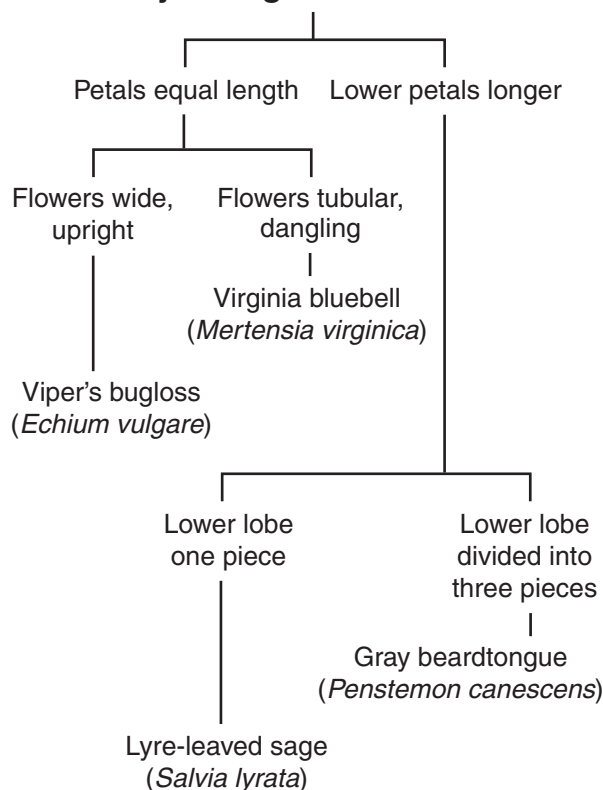 Petals equal length
Lower petals longer
Flowers wide,
upright
Flowers tubular,
dangling
Virginia bluebell
(Mertensia virginica)
Viper's bugloss
(Echium vulgare)
Lower lobe
one piece
Lower lobe
divided into
three pieces
Gray beardtongue
(Penstemon canescens)
Lyre-leaved sage
(Salvia lyrata)